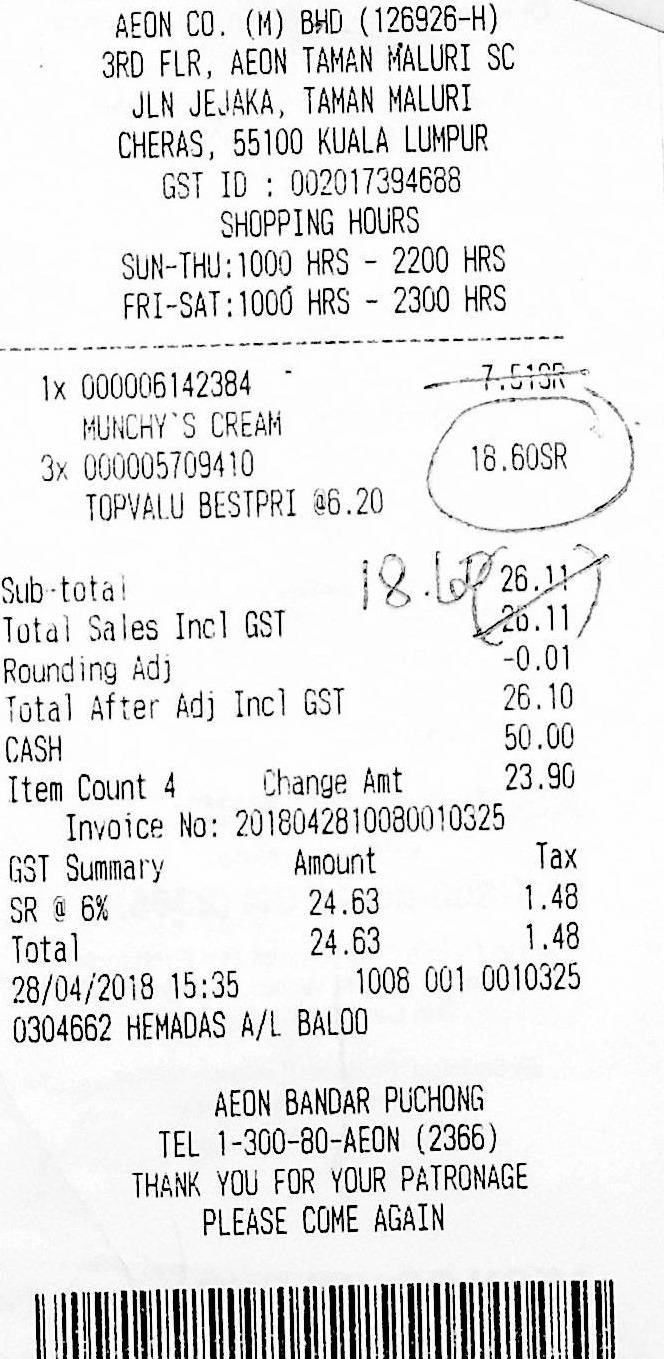 AEON CO. (M) BHD (126926-H)
3RD FLR, AEON TAMAN MALURI SC
JLN JEJAKA, TAMAN MALURI
CHERAS, 55100 KUALA LUMPUR
GST ID : 002017394688
SHOPPING HOURS
SUN-THU:1000 HRS - 2200 HRS
FRI-SAT:1000 HRS - 2300 HRS
1x 000006142384 7.51SR
MUNCHY`S CREAM
3x 000005709410 18.60SR
TOPVALU BESTPRI @6.20
Sub-total 18.60 26.11
Total Sales Incl GST 26.11
Rounding Adj -0.01
Total After Adj Incl GST 26.10
CASH 50.00
Item Count 4 Change Amt 23.90
Invoice No: 2018042810080010325
GST Summary Amount Tax
SR @ 6% 24.63 1.48
Total 24.63 1.48
28/04/2018 15:35 1008 001 0010325
0304662 HEMADAS A/L BALOO
AEON BANDAR PUCHONG
TEL 1-300-80-AEON (2366)
THANK YOU FOR YOUR PATRONAGE
PLEASE COME AGAIN